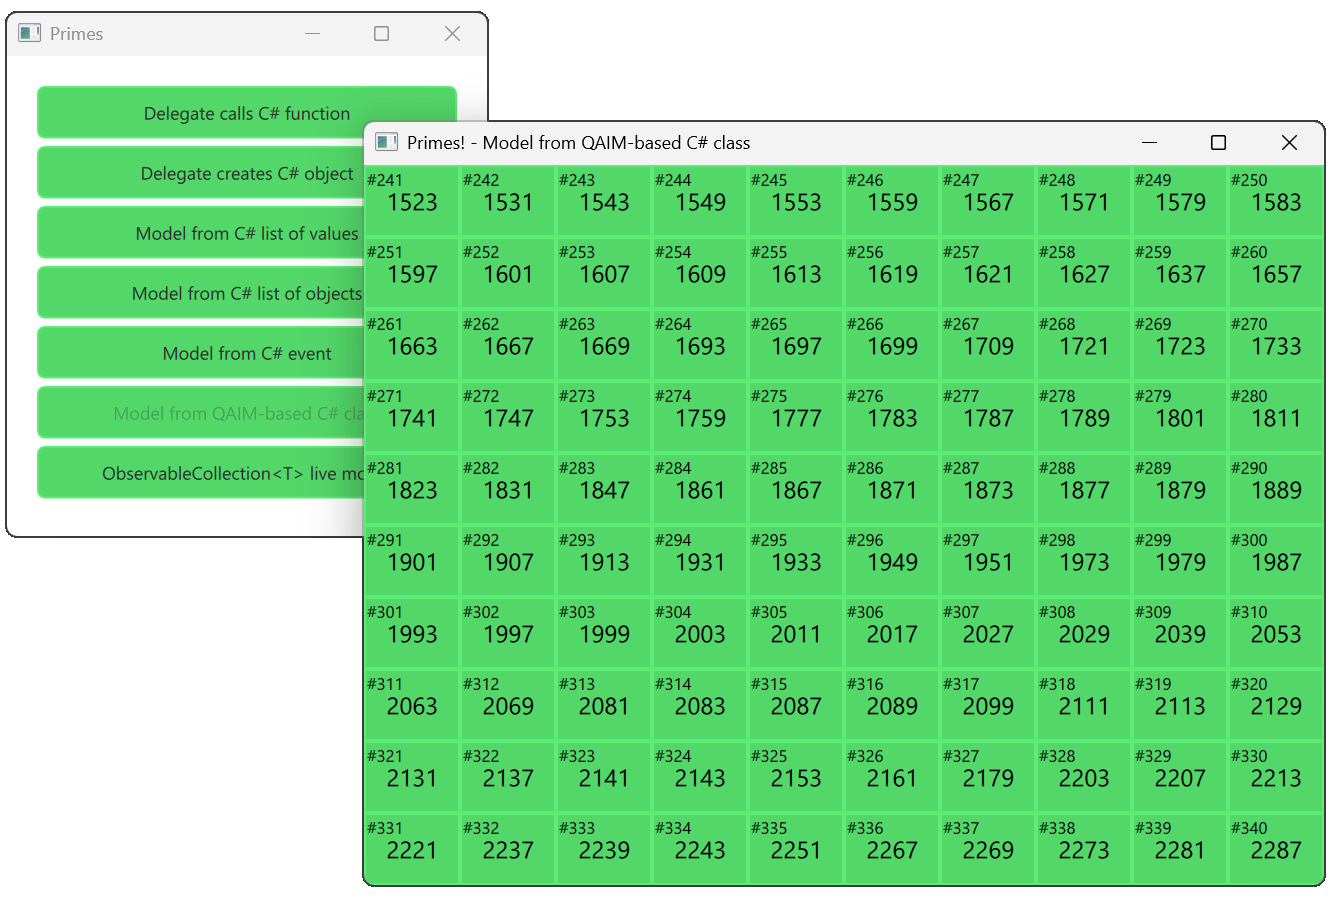 Primes
Delegate calls C# function
Delegate creates C# object
Model from C# list of values
Model from C# list of objects
Model from C# event
Model from QAIM-based C# cla
ObservableCollection<T> live mo
Primes! - Model from QAIM-based C# class
#241 #242 #243 #244 #245 #246 #247 #248 #249 #250
1523 1531 1543 1549 1553 1559 1567 1571 1579 1583
#251 #252 #253 #254 #255 #256 #257 #258 #259 #260
1597 1601 1607 1609 1613 1619 1621 1627 1637 1657
#261 #262 #263 #264 #265 #266 #267 #268 #269 #270
1663 1667 1669 1693 1697 1699 1709 1721 1723 1733
#271 #272 #273 #274 #275 #276 #277 #278 #279 #280
1741 1747 1753 1759 1777 1783 1787 1789 1801 1811
#281 #282 #283 #284 #285 #286 #287 #288 #289 #290
1823 1831 1847 1861 1867 1871 1873 1877 1879 1889
#291 #292 #293 #294 #295 #296 #297 #298 #299 #300
1901 1907 1913 1931 1933 1949 1951 1973 1979 1987
#301 #302 #303 #304 #305 #306 #307 #308 #309 #310
1993 1997 1999 2003 2011 2017 2027 2029 2039 2053
#311 #312 #313 #314 #315 #316 #317 #318 #319 #320
2063 2069 2081 2083 2087 2089 2099 2111 2113 2129
#321 #322 #323 #324 #325 #326 #327 #328 #329 #330
2131 2137 2141 2143 2153 2161 2179 2203 2207 2213
#331 #332 #333 #334 #335 #336 #337 #338 #339 #340
2221 2237 2239 2243 2251 2267 2269 2273 2281 2287